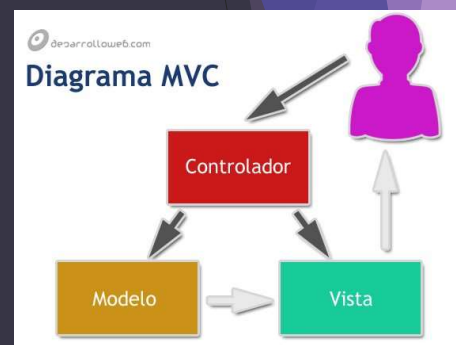 desarrolloweb.com
Diagrama MVC
Controlador
Modelo
Vista